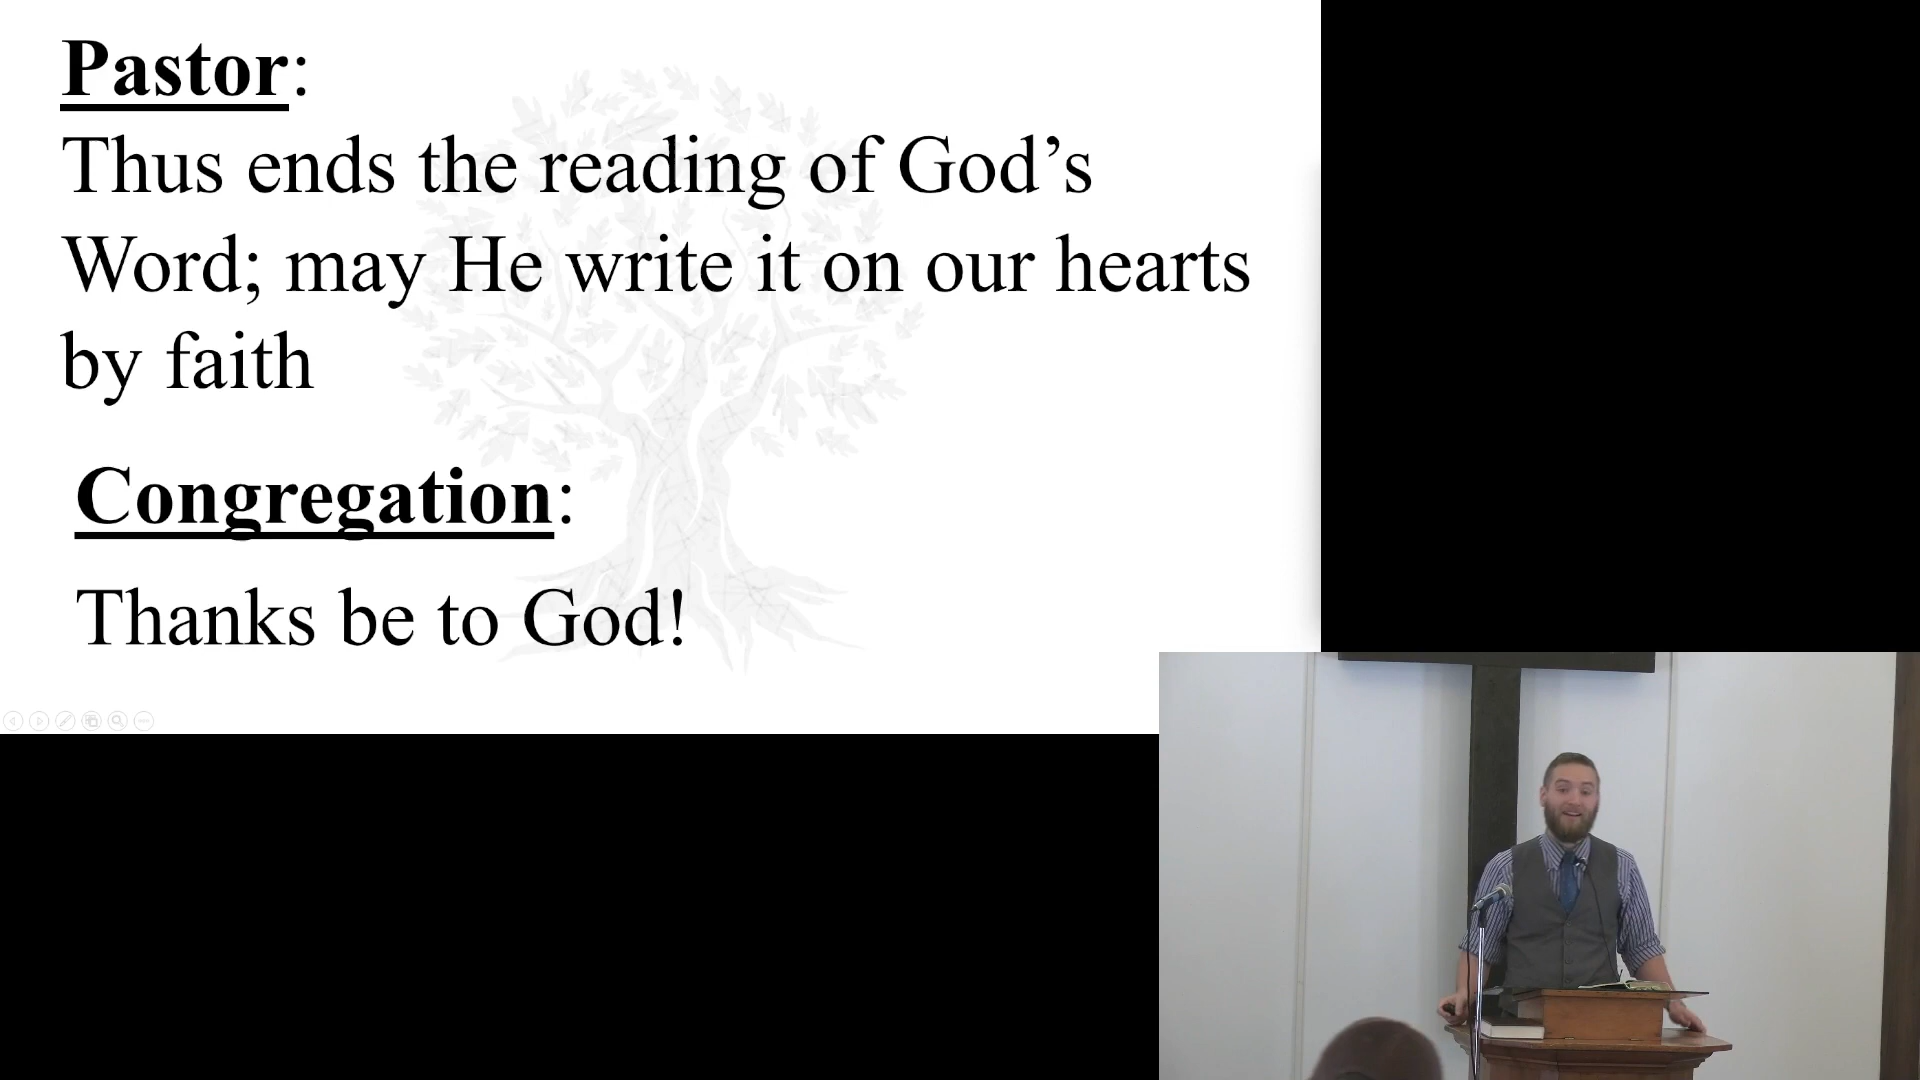 Pastor:
Thus ends the reading of God’s
Word; may He write it on our hearts
by faith
Congregation:
Thanks be to God!